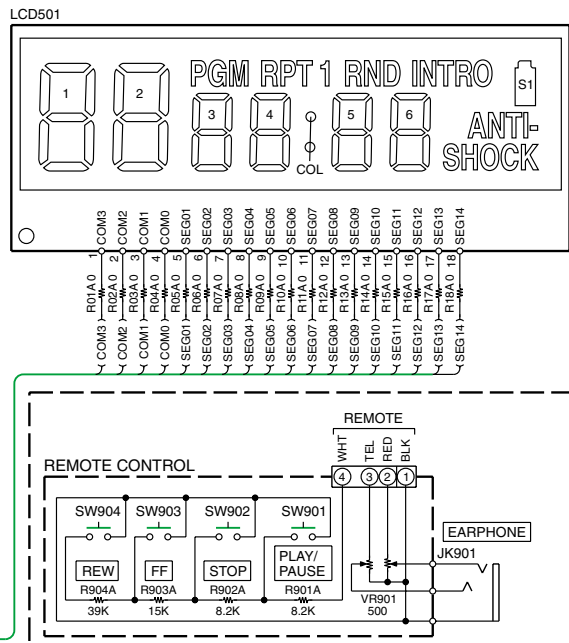 LCD501
1
2
PGM RPT 1 RND INTRO
S1
3
4
5
6
COL
ANTI-
SHOCK
1 COM3
2 COM2
3 COM1
4 COM0
5 SEG01
6 SEG02
7 SEG03
8 SEG04
9 SEG05
10 SEG06
11 SEG07
12 SEG08
13 SEG09
14 SEG10
15 SEG11
16 SEG12
17 SEG13
18 SEG14
R01A 0
R02A 0
R03A 0
R04A 0
R05A 0
R06A 0
R07A 0
R08A 0
R09A 0
R10A 0
R11A 0
R12A 0
R13A 0
R14A 0
R15A 0
R16A 0
R17A 0
R18A 0
COM3
COM2
COM1
COM0
SEG01
SEG02
SEG03
SEG04
SEG05
SEG06
SEG07
SEG08
SEG09
SEG10
SEG11
SEG12
SEG13
SEG14
REMOTE
WHT
TEL
RED
BLK
4 3 2 1
REMOTE CONTROL
SW904 SW903 SW902 SW901
EARPHONE
JK901
REW FF STOP PLAY/
PAUSE
R904A R903A R902A R901A
39K 15K 8.2K 8.2K
VR901
500